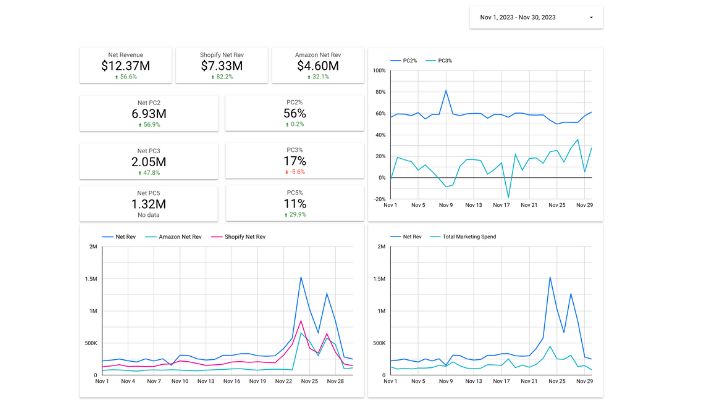 Nov 1, 2023 - Nov 30, 2023
Net Revenue
$12.37M
56.6%
Shopify Net Rev
$7.33M
82.2%
Amazon Net Rev
$4.60M
32.1%
Net PC2
6.93M
56.9%
PC2%
56%
0.2%
Net PC3
2.05M
47.8%
PC3%
17%
-5.6%
Net PC5
1.32M
No data
PC5%
11%
29.9%
PC2% PC3%
100%
80%
60%
40%
20%
0%
-20%
Nov 1 Nov 5 Nov 9 Nov 13 Nov 17 Nov 21 Nov 25 Nov 29
Net Rev Amazon Net Rev Shopify Net Rev
2M
1.5M
1M
500K
0
Nov 1 Nov 4 Nov 7 Nov 10 Nov 13 Nov 16 Nov 19 Nov 22 Nov 25 Nov 28
Net Rev Total Marketing Spend
2M
1.5M
1M
500K
0
Nov 1 Nov 5 Nov 9 Nov 13 Nov 17 Nov 21 Nov 25 Nov 29